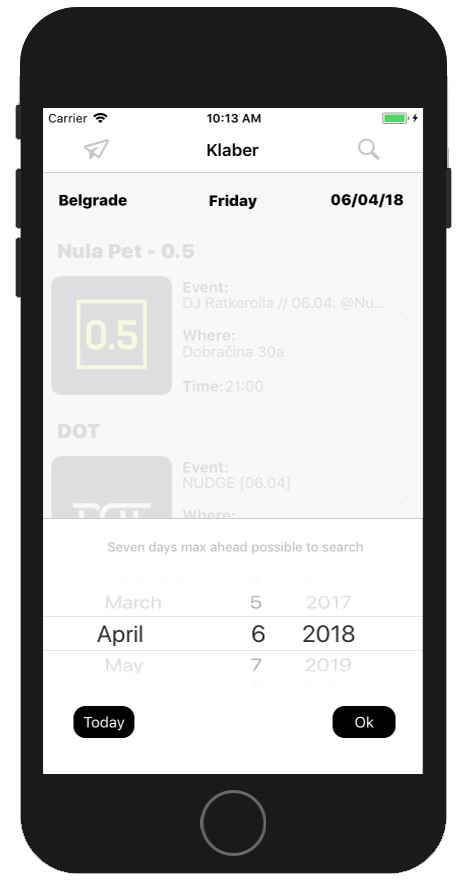 Carrier 10:13 AM
Klaber
Belgrade Friday 06/04/18
Nula Pet - 0.5
0.5
Event:
DJ Ratkerolla // 06.04. @Nu...
Where:
Dobračina 30a
Time: 21:00
DOT
Event:
NUDGE [06.04]
Where:
Seven days max ahead possible to search
March 5 2017
April 6 2018
May 7 2019
Today Ok